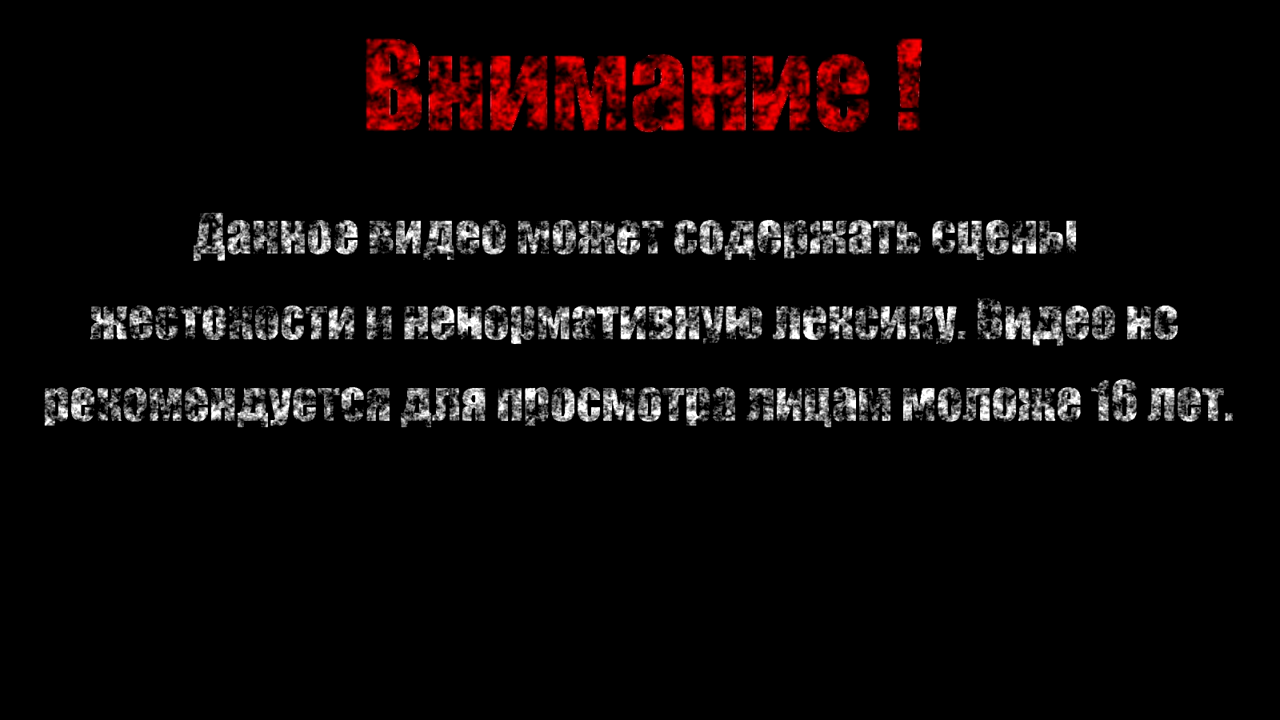 Внимание !
Данное видео может содержать сцены
жестокости и ненормативную лексику. Видео не
рекомендуется для просмотра лицам моложе 16 лет.